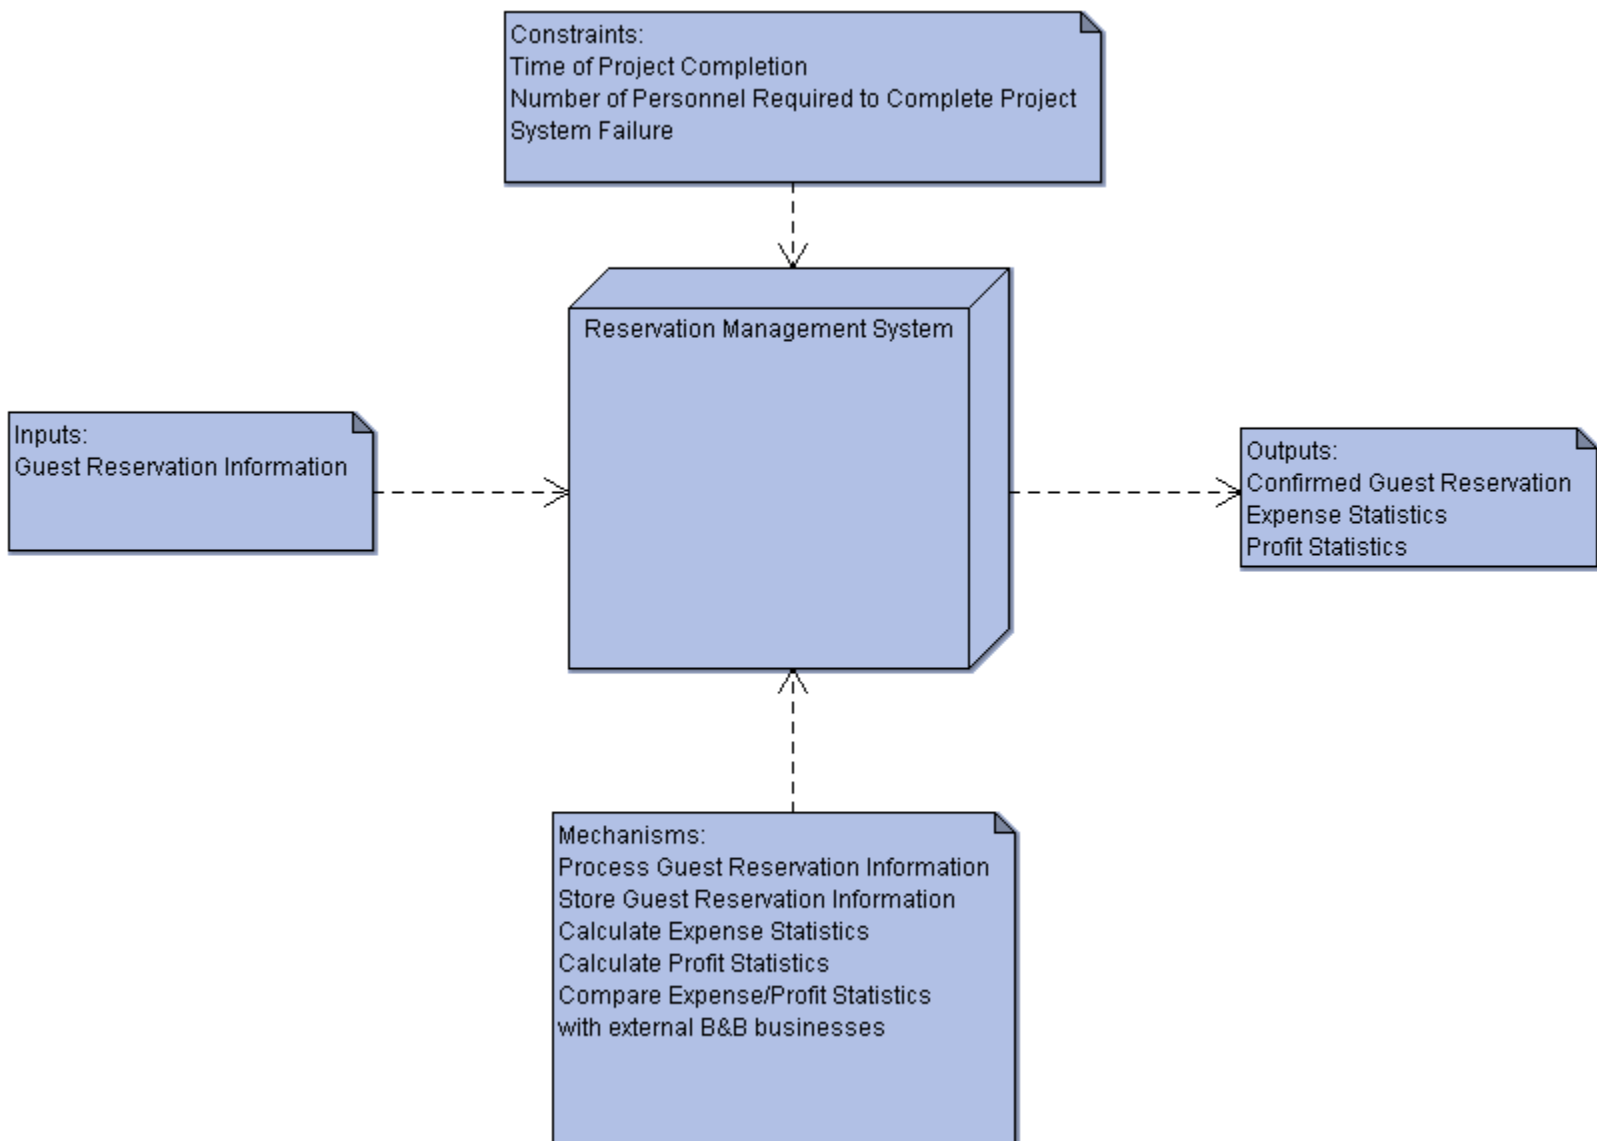 Constraints:
Time of Project Completion
Number of Personnel Required to Complete Project
System Failure
Reservation Management System
Inputs:
Guest Reservation Information
Outputs:
Confirmed Guest Reservation
Expense Statistics
Profit Statistics
Mechanisms:
Process Guest Reservation Information
Store Guest Reservation Information
Calculate Expense Statistics
Calculate Profit Statistics
Compare Expense/Profit Statistics
with external B&B businesses